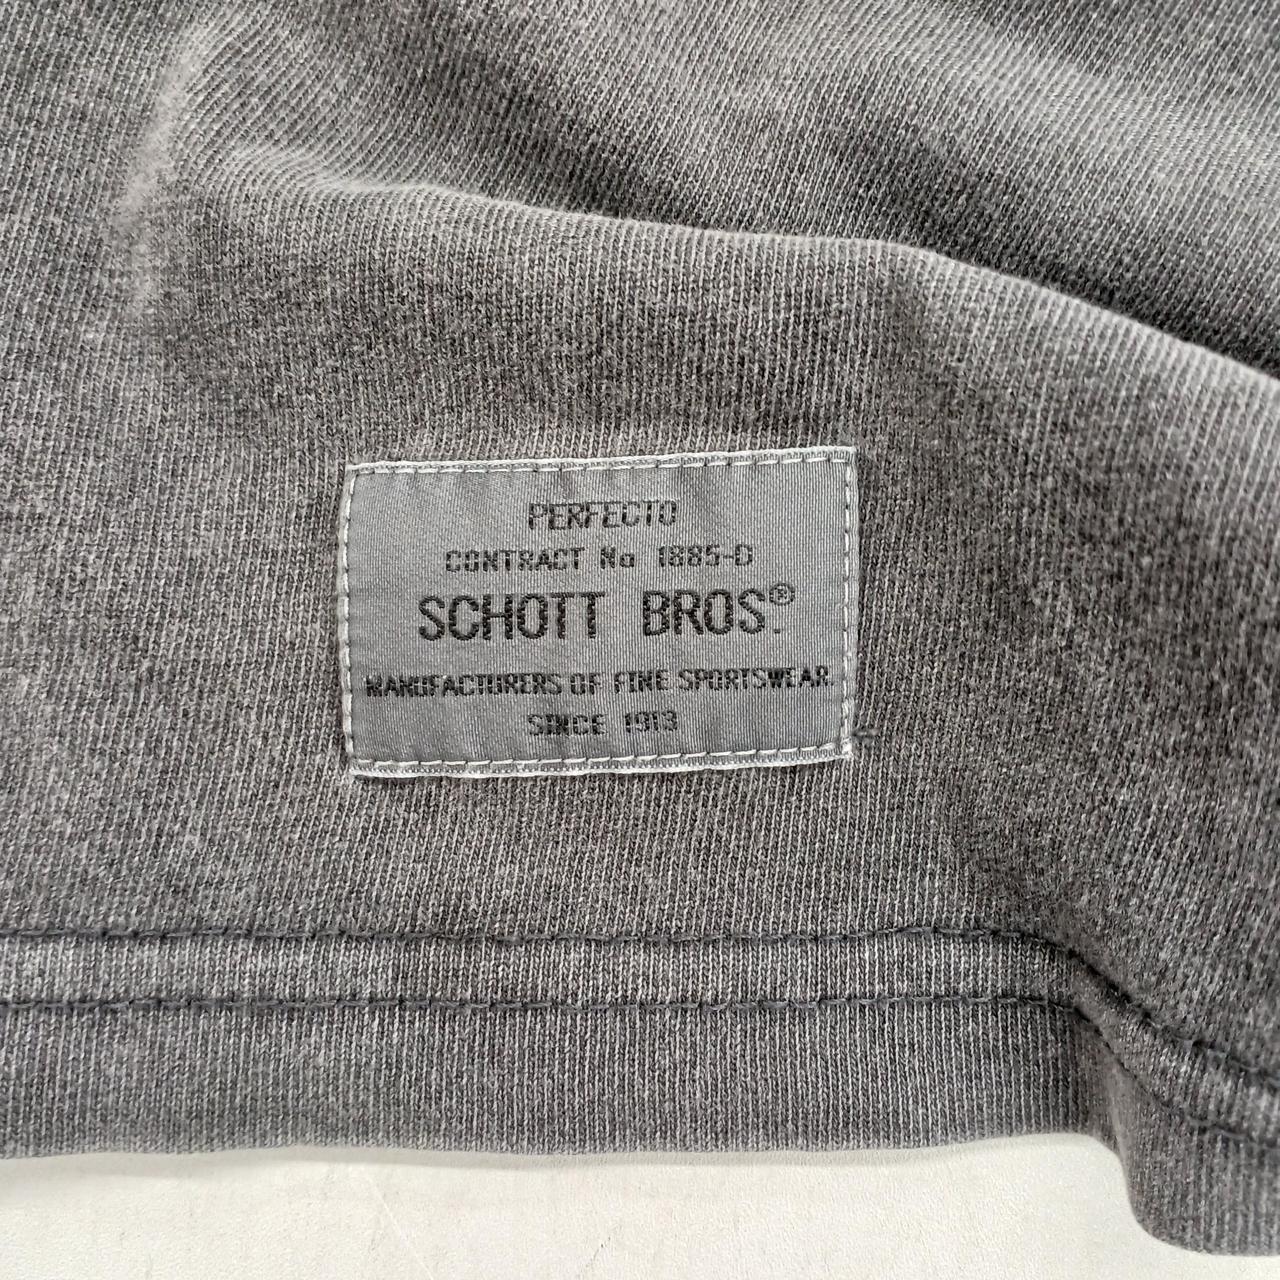 PERFECTO
CONTRACT No 1885-D
SCHOTT BROS.®
MANUFACTURERS OF FINE SPORTSWEAR.
SINCE 1913